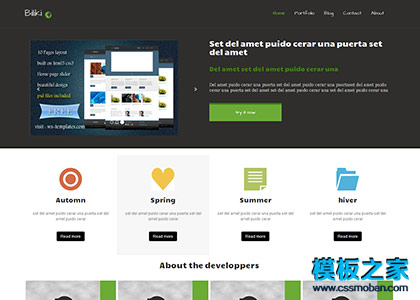 Biliki
Home Portfolio Blog Contact About
10 Pages layout
built on html5 css3
Home page slider
beautiful design
psd files included
visit . ws-templates.com
Set del amet puido cerar una puerta set
del amet
Del amet set del amet puido cerar una
Del amet puido cerar una puerta set del amet puido cerar una puertaset del amet puido
cerar una puerta set del amet set del amet puido cerar una puerta set del amet puido cerar una
try it now
Automn
Spring
Summer
hiver
set del amet puido cerar una puerta set del
amet puido cerar
set del amet puido cerar una puerta set del
amet puido cerar
set del amet puido cerar una puerta set del
amet puido cerar
set del amet puido cerar una puerta set del
amet puido cerar
Read more
Read more
Read more
Read more
About the developpers
模板之家
www.cssmoban.com